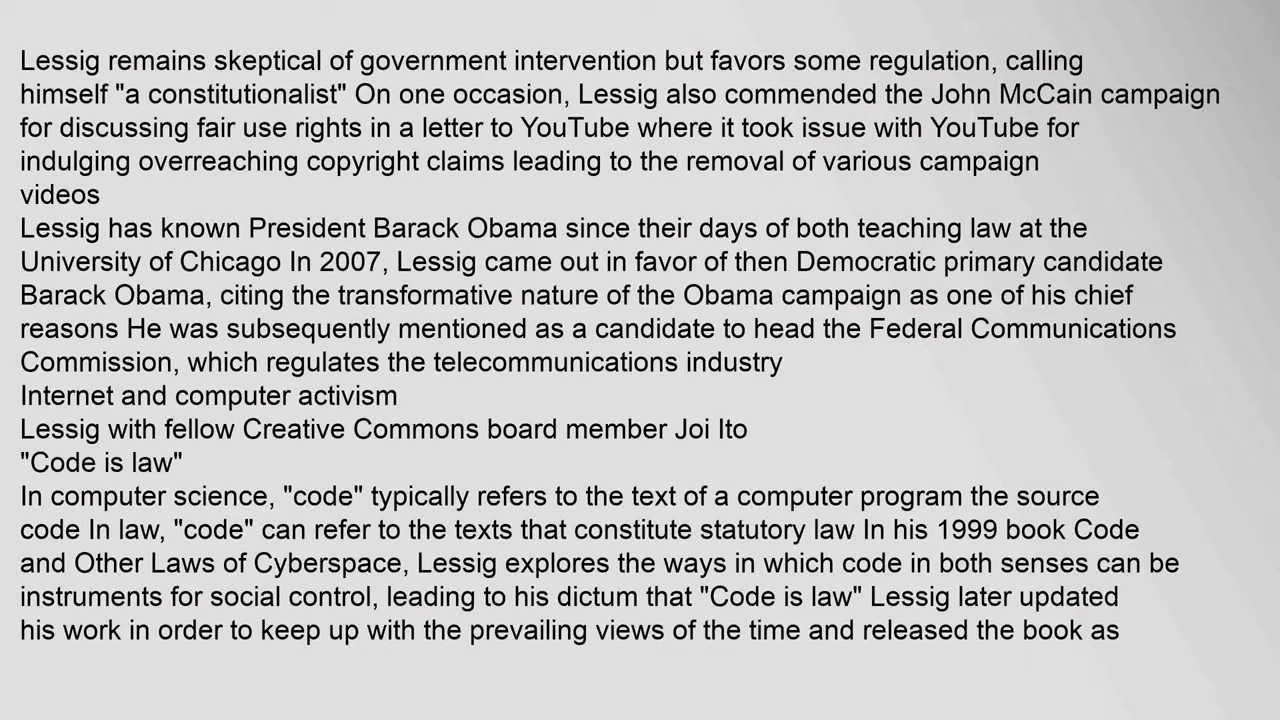 Lessig remains skeptical of government intervention but favors some regulation, calling
himself "a constitutionalist" On one occasion, Lessig also commended the John McCain campaign
for discussing fair use rights in a letter to YouTube where it took issue with YouTube for
indulging overreaching copyright claims leading to the removal of various campaign
videos
Lessig has known President Barack Obama since their days of both teaching law at the
University of Chicago In 2007, Lessig came out in favor of then Democratic primary candidate
Barack Obama, citing the transformative nature of the Obama campaign as one of his chief
reasons He was subsequently mentioned as a candidate to head the Federal Communications
Commission, which regulates the telecommunications industry
Internet and computer activism
Lessig with fellow Creative Commons board member Joi Ito
"Code is law"
In computer science, "code" typically refers to the text of a computer program the source
code In law, "code" can refer to the texts that constitute statutory law In his 1999 book Code
and Other Laws of Cyberspace, Lessig explores the ways in which code in both senses can be
instruments for social control, leading to his dictum that "Code is law" Lessig later updated
his work in order to keep up with the prevailing views of the time and released the book as